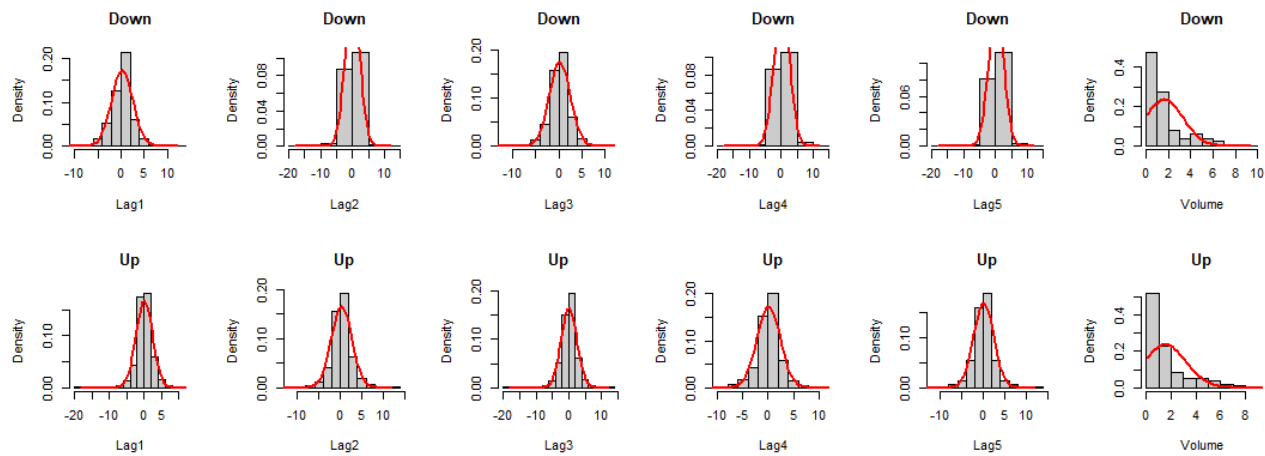 Down Down Down Down Down Down
Density 0.00 0.10 0.20
-10 -5 0 5 10
Lag1
Density 0.00 0.04 0.08
-20 -10 0 10
Lag2
Density 0.00 0.10 0.20
-10 -5 0 5 10
Lag3
Density 0.00 0.04 0.08
-20 -10 0 10
Lag4
Density 0.00 0.06
-20 -10 0 10
Lag5
Density 0.0 0.2 0.4
0 2 4 6 8 10
Volume
Up Up Up Up Up Up
Density 0.00 0.10
-20 -10 0 5
Lag1
Density 0.00 0.10 0.20
-10 0 5 10
Lag2
Density 0.00 0.10 0.20
-20 -10 0 5
Lag3
Density 0.00 0.10 0.20
-10 -5 0 5 10
Lag4
Density 0.00 0.10
-10 0 5 10
Lag5
Density 0.0 0.2 0.4
0 2 4 6 8
Volume